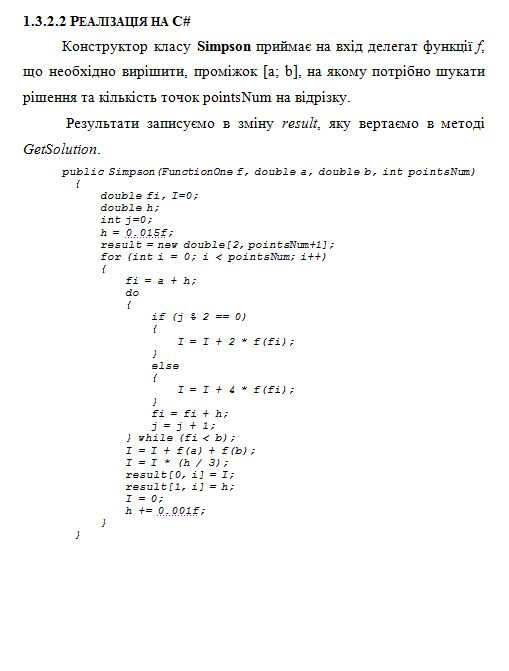 1.3.2.2 РЕАЛІЗАЦІЯ НА C#
Конструктор класу Simpson приймає на вхід делегат функції f,
що необхідно вирішити, проміжок [a; b], на якому потрібно шукати
рішення та кількість точок pointsNum на відрізку.
Результати записуємо в зміну result, яку вертаємо в методі
GetSolution.
public Simpson(FunctionOne f, double a, double b, int pointsNum)
{
double fi, I=0;
double h;
int j=0;
h = 0.015f;
result = new double[2, pointsNum+1];
for (int i = 0; i < pointsNum; i++)
{
fi = a + h;
do
{
if (j % 2 == 0)
{
I = I + 2 * f(fi);
}
else
{
I = I + 4 * f(fi);
}
fi = fi + h;
j = j + 1;
} while (fi < b);
I = I + f(a) + f(b);
I = I * (h / 3);
result[0, i] = I;
result[1, i] = h;
I = 0;
h += 0.001f;
}
}